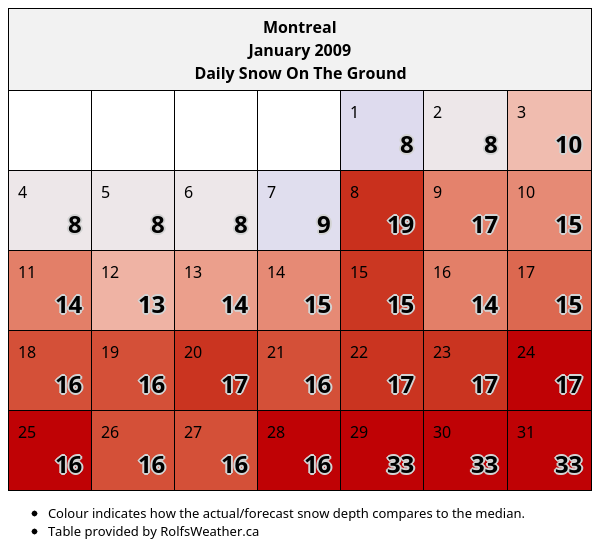 Montreal
January 2009
Daily Snow On The Ground
1 2 3
8 8 10
4 5 6 7 8 9 10
8 8 8 9 19 17 15
11 12 13 14 15 16 17
14 13 14 15 15 14 15
18 19 20 21 22 23 24
16 16 17 16 17 17 17
25 26 27 28 29 30 31
16 16 16 16 33 33 33
• Colour indicates how the actual/forecast snow depth compares to the median.
• Table provided by RolfsWeather.ca